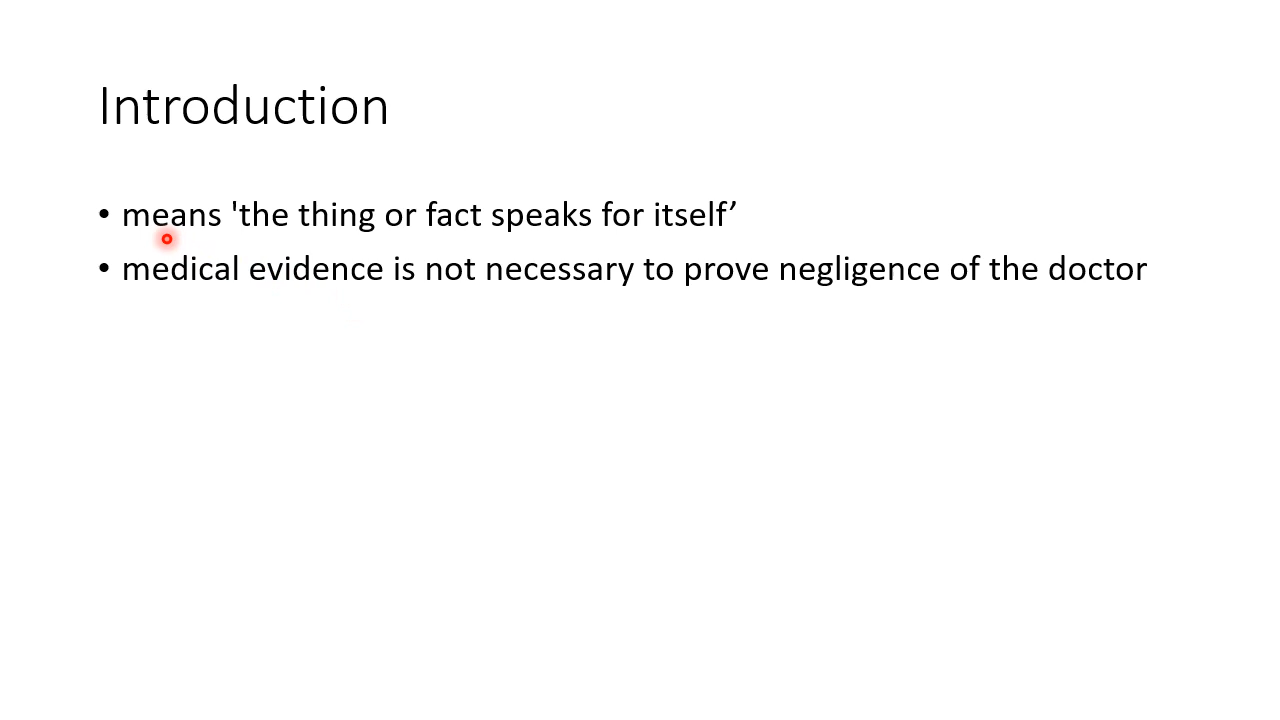 Introduction
• means 'the thing or fact speaks for itself’
• medical evidence is not necessary to prove negligence of the doctor